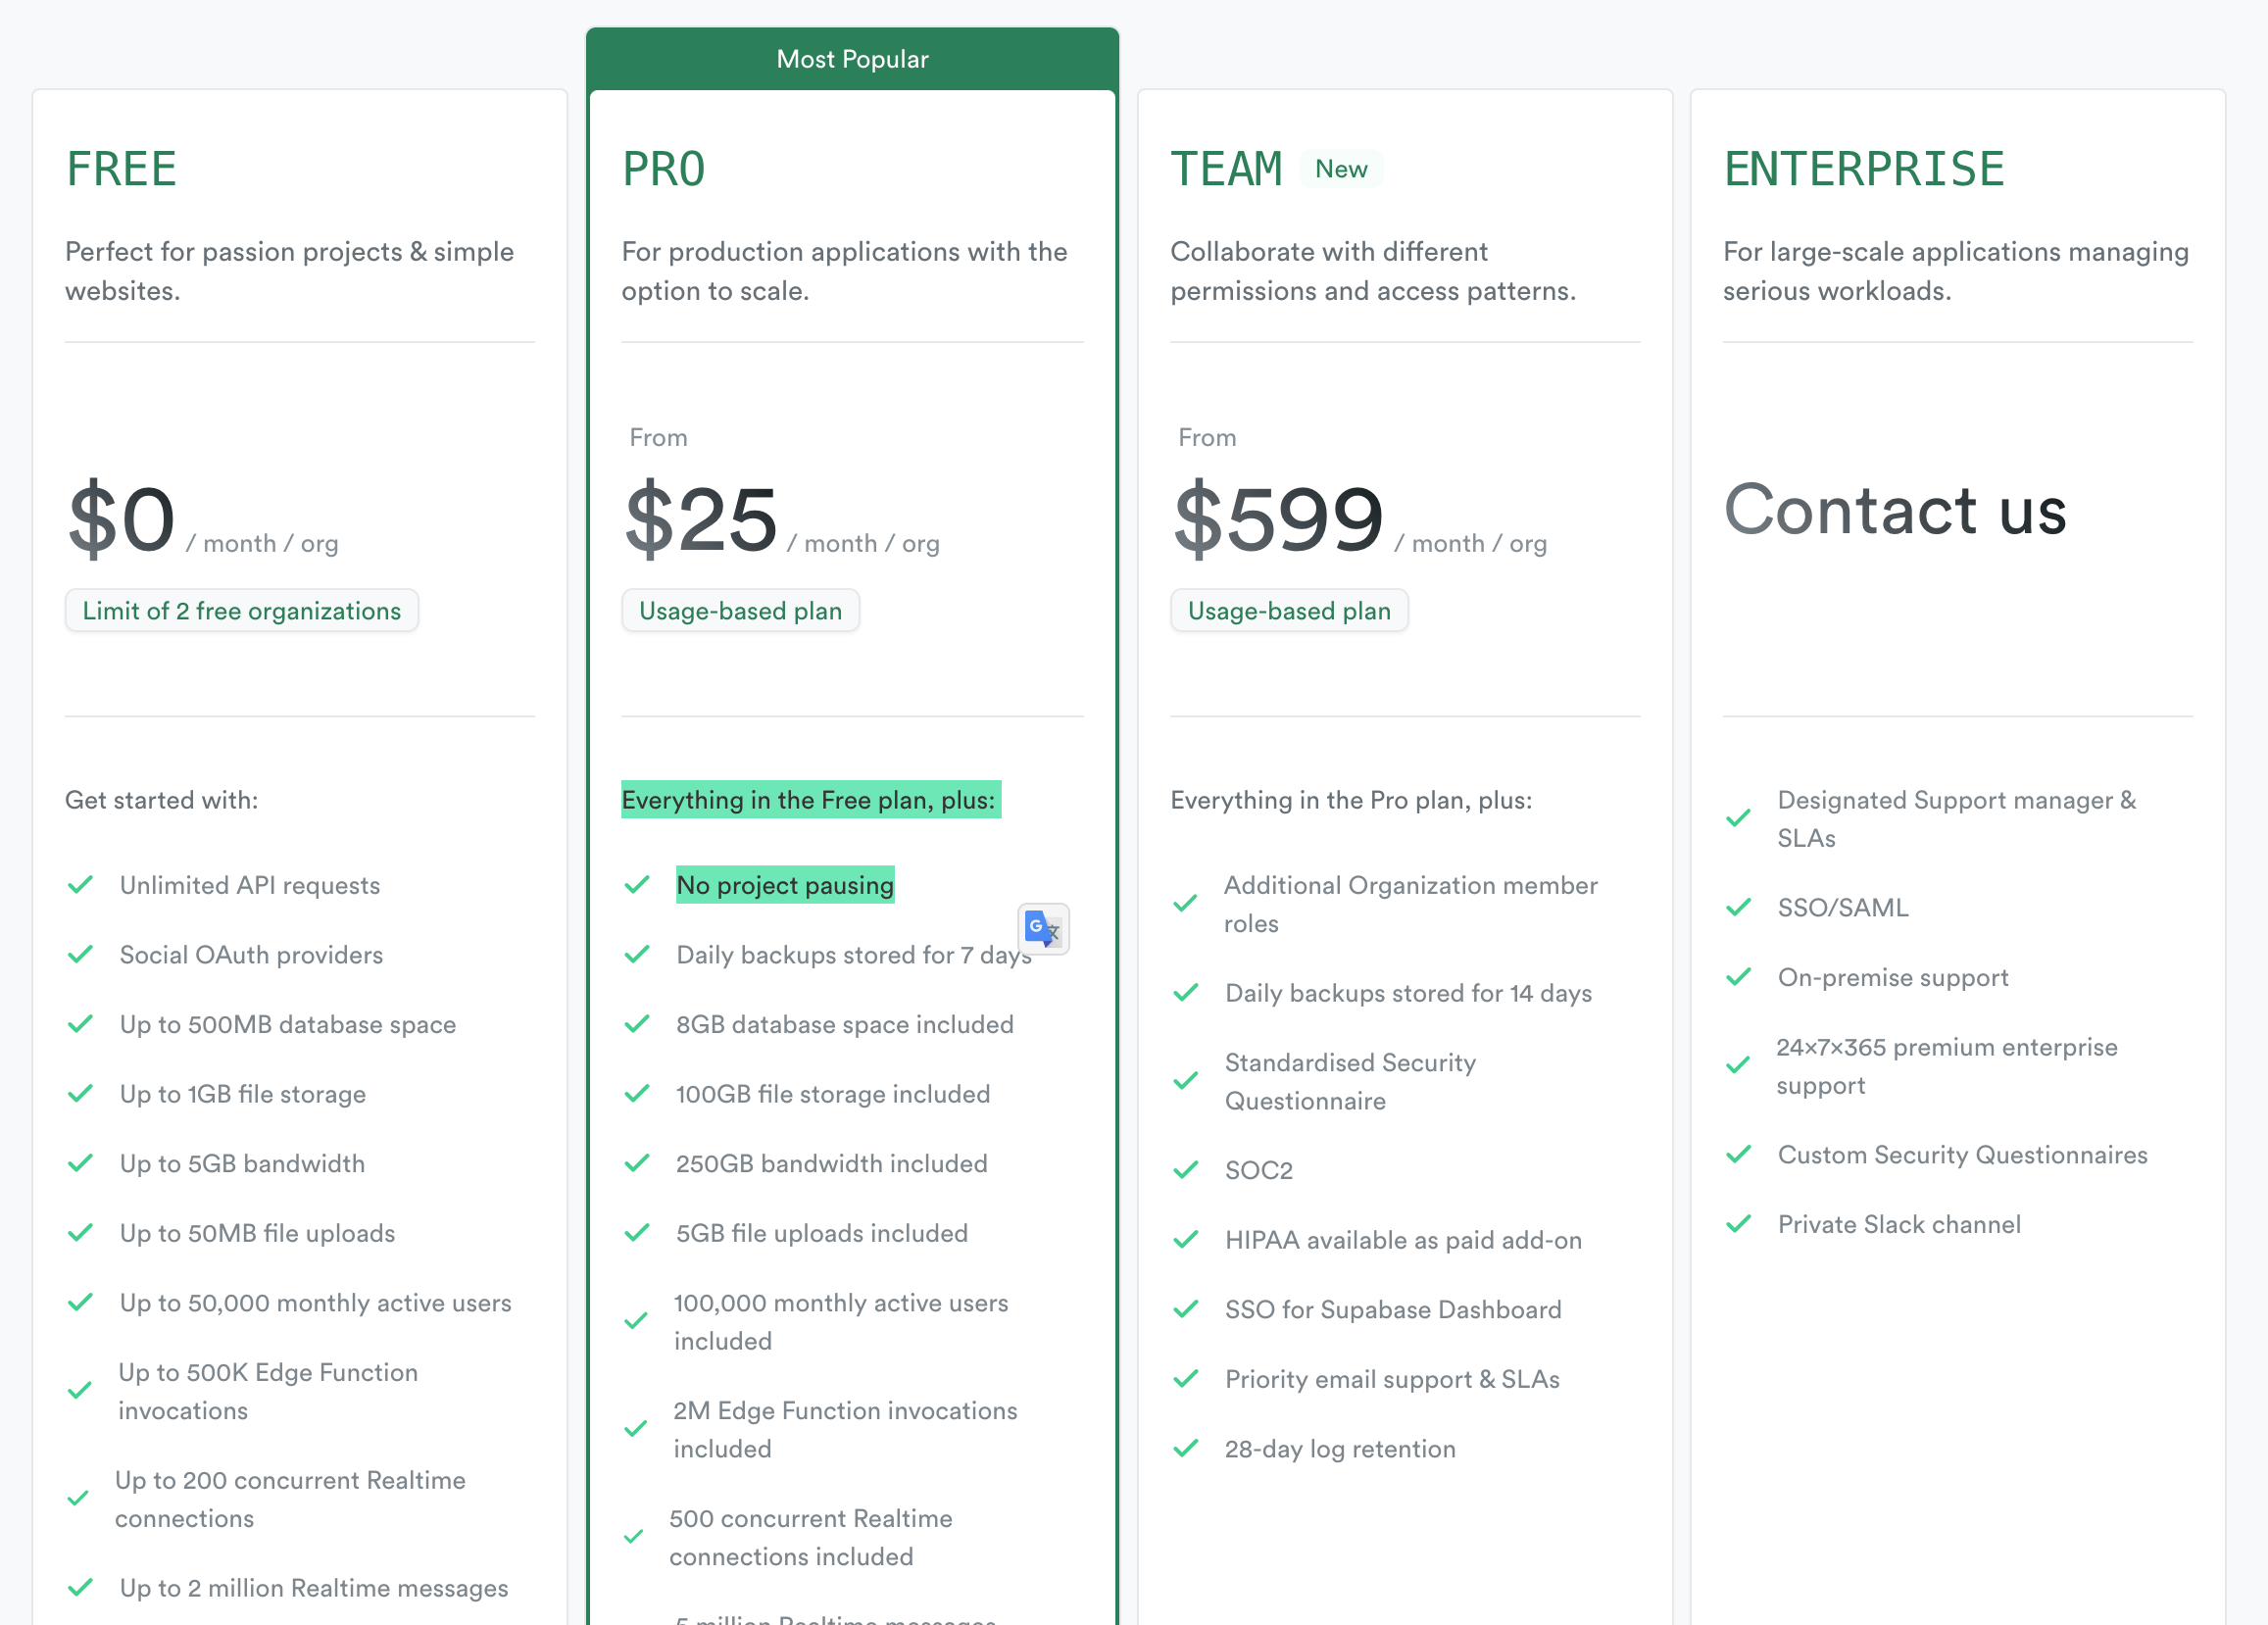 Most Popular
FREE
Perfect for passion projects & simple
websites.
$0 / month / org
Limit of 2 free organizations
Get started with:
Unlimited API requests
Social OAuth providers
Up to 500MB database space
Up to 1GB file storage
Up to 5GB bandwidth
Up to 50MB file uploads
Up to 50,000 monthly active users
Up to 500K Edge Function
invocations
Up to 200 concurrent Realtime
connections
Up to 2 million Realtime messages
PRO
For production applications with the
option to scale.
From
$25 / month / org
Usage-based plan
Everything in the Free plan, plus:
No project pausing
Daily backups stored for 7 days
8GB database space included
100GB file storage included
250GB bandwidth included
5GB file uploads included
100,000 monthly active users
included
2M Edge Function invocations
included
500 concurrent Realtime
connections included
5 million Realtime messages
TEAM New
Collaborate with different
permissions and access patterns.
From
$599 / month / org
Usage-based plan
Everything in the Pro plan, plus:
Additional Organization member
roles
Daily backups stored for 14 days
Standardised Security
Questionnaire
SOC2
HIPAA available as paid add-on
SSO for Supabase Dashboard
Priority email support & SLAs
28-day log retention
ENTERPRISE
For large-scale applications managing
serious workloads.
Contact us
Designated Support manager &
SLAs
SSO/SAML
On-premise support
24×7×365 premium enterprise
support
Custom Security Questionnaires
Private Slack channel